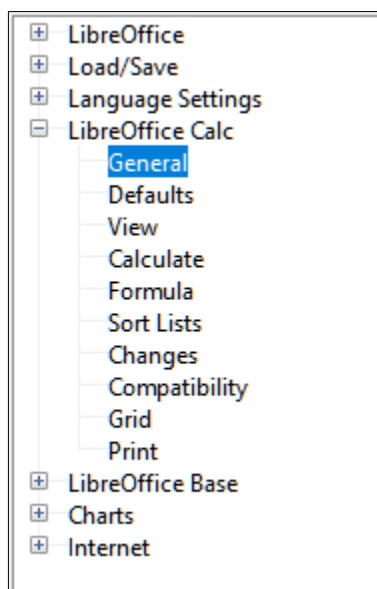 LibreOffice
Load/Save
Language Settings
LibreOffice Calc
General
Defaults
View
Calculate
Formula
Sort Lists
Changes
Compatibility
Grid
Print
LibreOffice Base
Charts
Internet